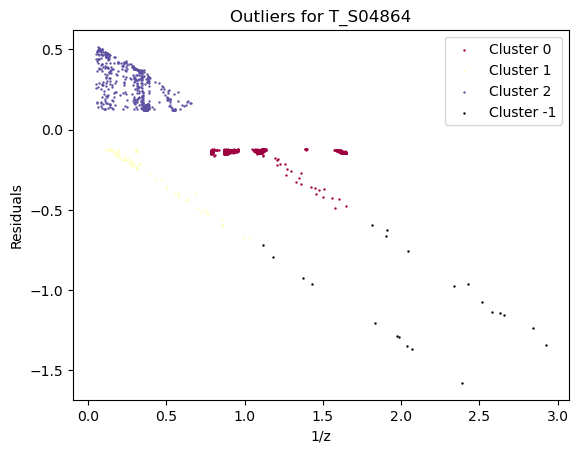 Outliers for T_S04864
Cluster 0
Cluster 1
Cluster 2
Cluster -1
Residuals
0.5
0.0
−0.5
−1.0
−1.5
0.0 0.5 1.0 1.5 2.0 2.5 3.0
1/z